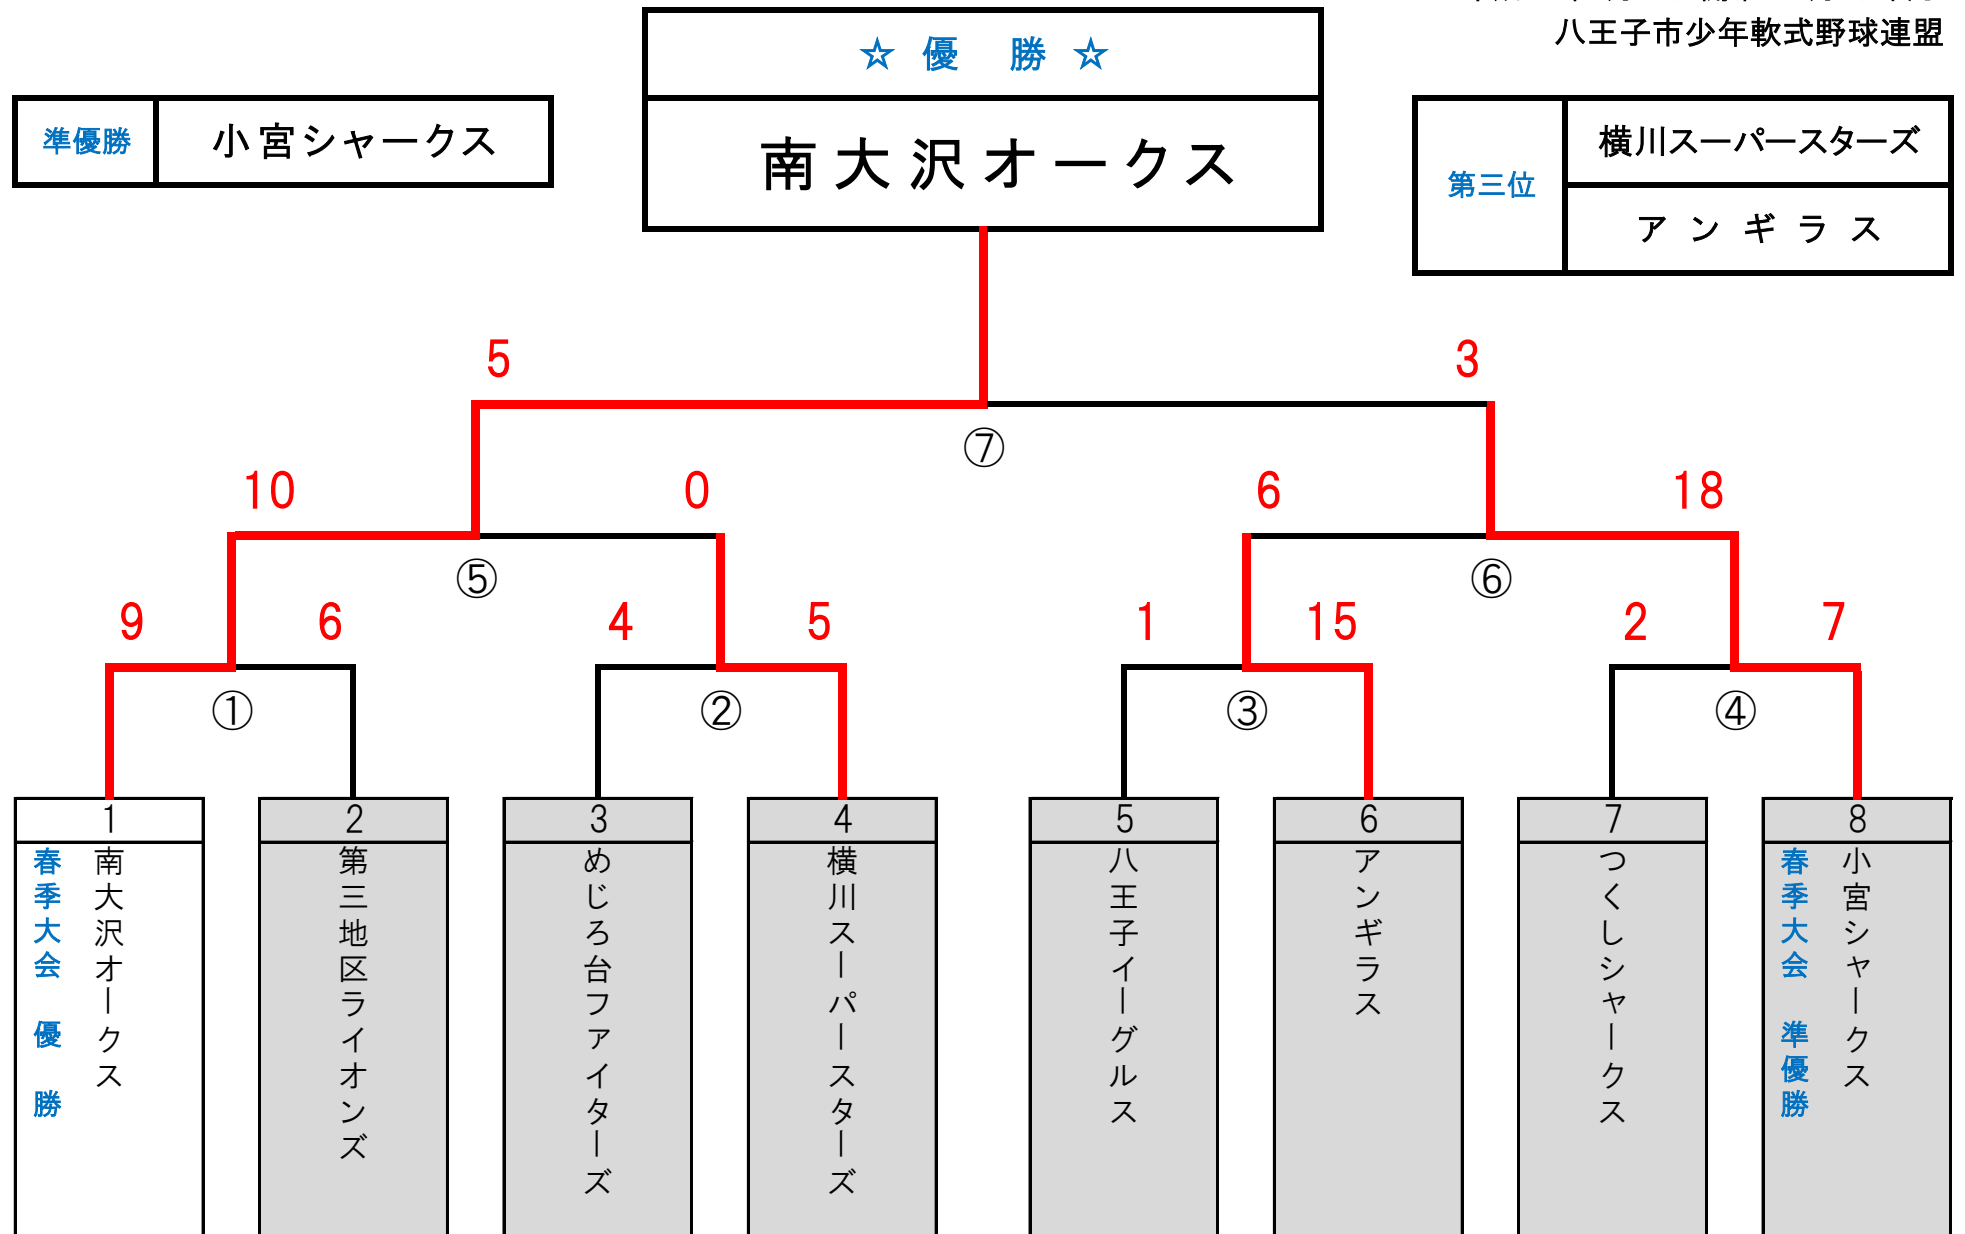 八王子市少年軟式野球連盟
☆ 優 勝 ☆
南大沢オークス
準優勝 小宮シャークス
第三位
横川スーパースターズ
アンギラス
5 3
⑦
10 0 6 18
⑤ ⑥
9 6 4 5 1 15 2 7
① ② ③ ④
1 2 3 4 5 6 7 8
南大沢オークス
春季大会 優 勝
第三地区ライオンズ
めじろ台ファイターズ
横川スーパースターズ
八王子イーグルス
アンギラス
つくしシャークス
小宮シャークス
春季大会 準優勝